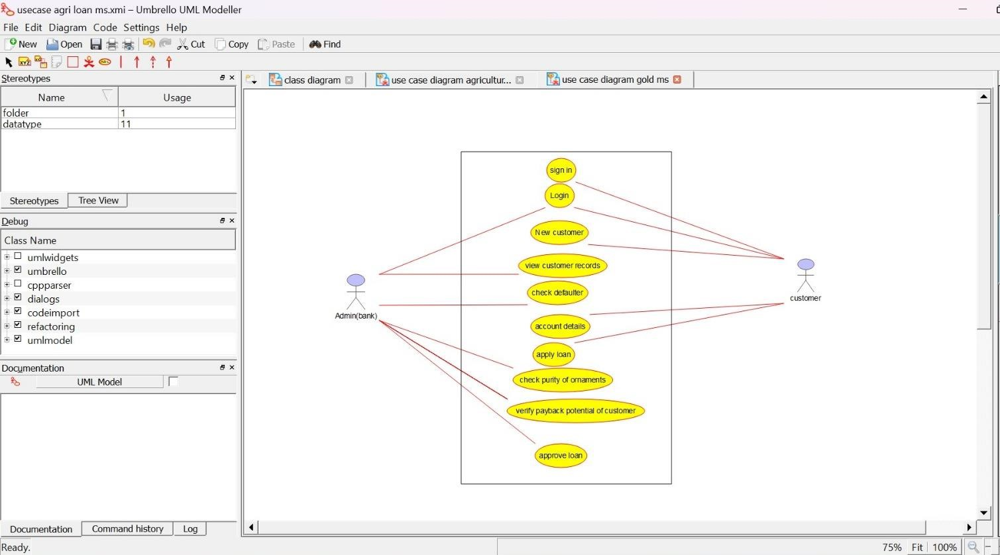 usecase agri loan ms.xmi – Umbrello UML Modeller
File Edit Diagram Code Settings Help
New Open Cut Copy Paste Find
XYZ XYZ ABC
Stereotypes
Name Usage
folder 1
datatype 11
Stereotypes Tree View
Debug
Class Name
umlwidgets
umbrello
cppparser
dialogs
codeimport
refactoring
umlmodel
Documentation
UML Model
Documentation Command history Log
class diagram use case diagram agricultur... use case diagram gold ms
sign in
Login
New customer
view customer records
check defaulter
account details
apply loan
check purity of ornaments
verify payback potential of customer
approve loan
Admin(bank)
customer
Ready.
75% Fit 100%